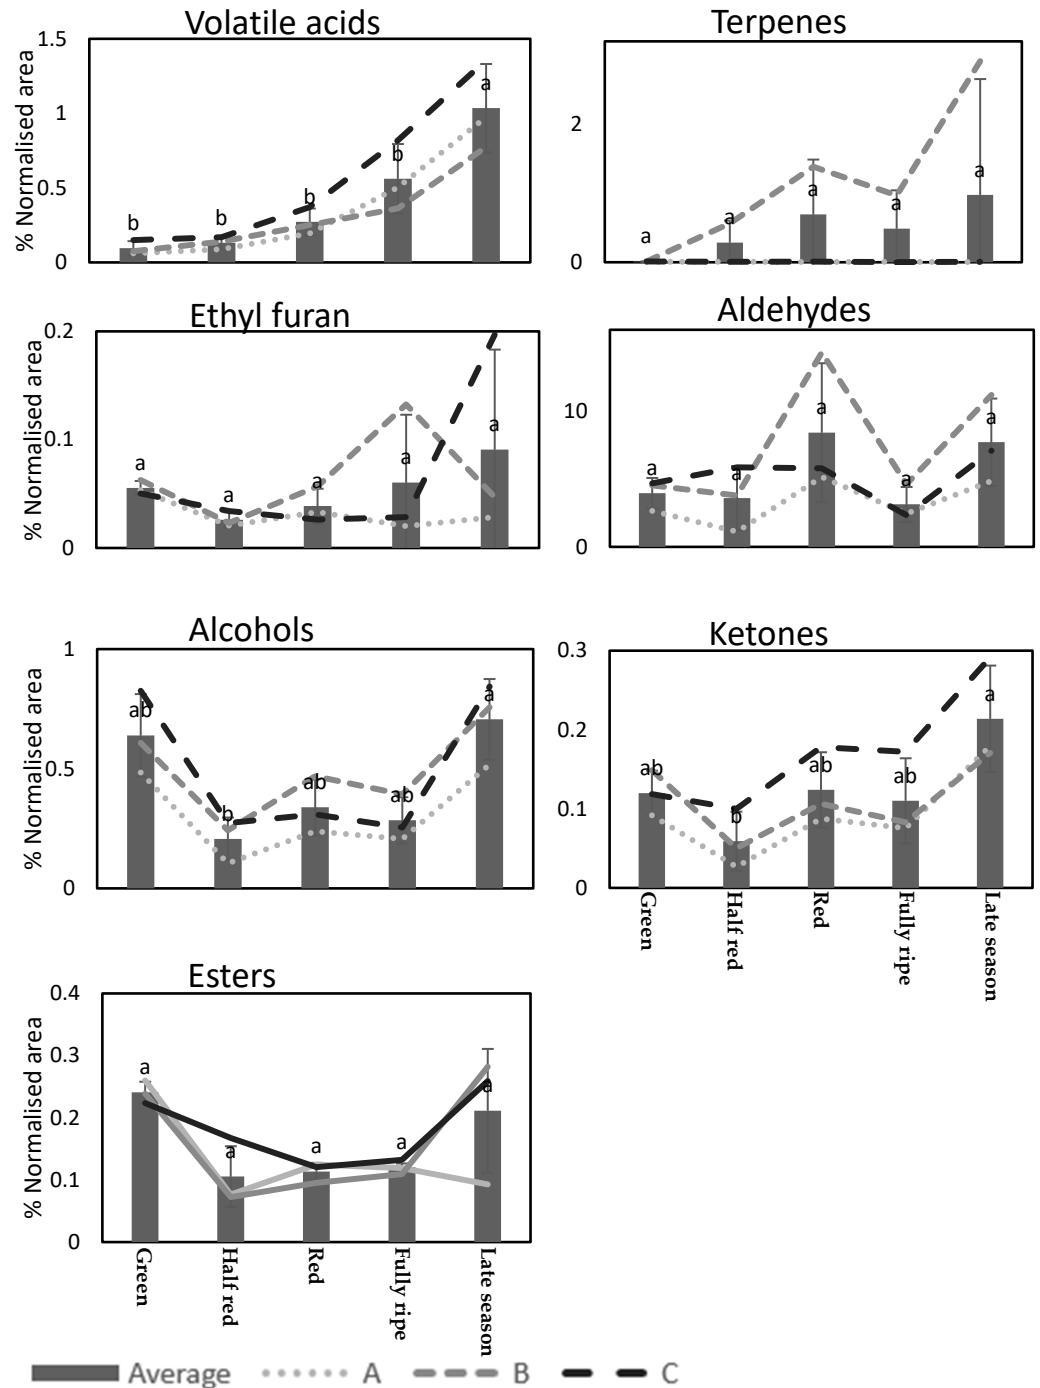 Volatile acids
% Normalised area
1.5
1
0.5
0
b
b
b
b
a
Terpenes
2
0
a
a
a
a
a
Ethyl furan
% Normalised area
0.2
0.1
0
a
a
a
a
a
Aldehydes
10
0
a
a
a
a
a
Alcohols
% Normalised area
1
0.5
0
ab
b
ab
ab
a
Ketones
0.3
0.2
0.1
0
ab
b
ab
ab
a
Green
Half red
Red
Fully ripe
Late season
Esters
% Normalised area
0.4
0.3
0.2
0.1
0
a
a
a
a
a
Green
Half red
Red
Fully ripe
Late season
Average A B C